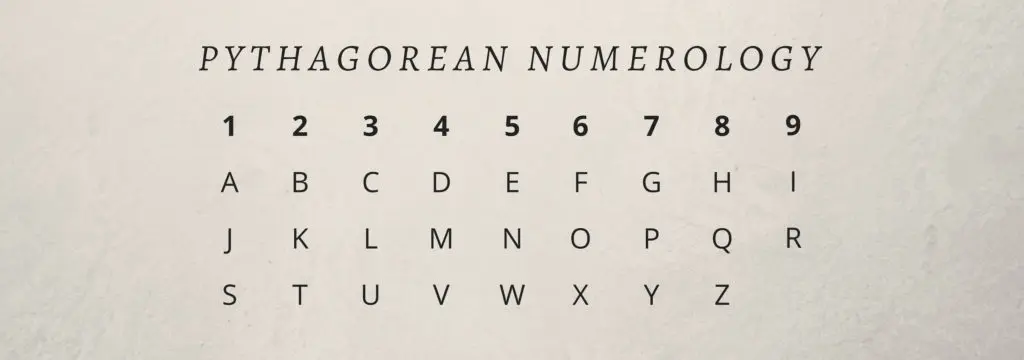 PYTHAGOREAN NUMEROLOGY
1 2 3 4 5 6 7 8 9
A B C D E F G H I
J K L M N O P Q R
S T U V W X Y Z